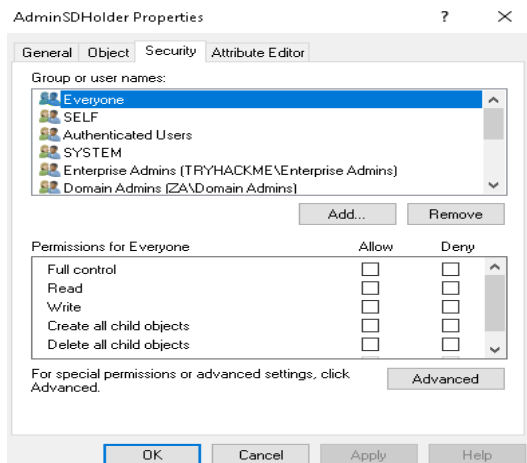 AdminSDHolder Properties ? ×
General Object Security Attribute Editor
Group or user names:
Everyone
SELF
Authenticated Users
SYSTEM
Enterprise Admins (TRYHACKME\Enterprise Admins)
Domain Admins (ZA\Domain Admins)
Add... Remove
Permissions for Everyone Allow Deny
Full control
Read
Write
Create all child objects
Delete all child objects
For special permissions or advanced settings, click
Advanced. Advanced
OK Cancel Apply Help